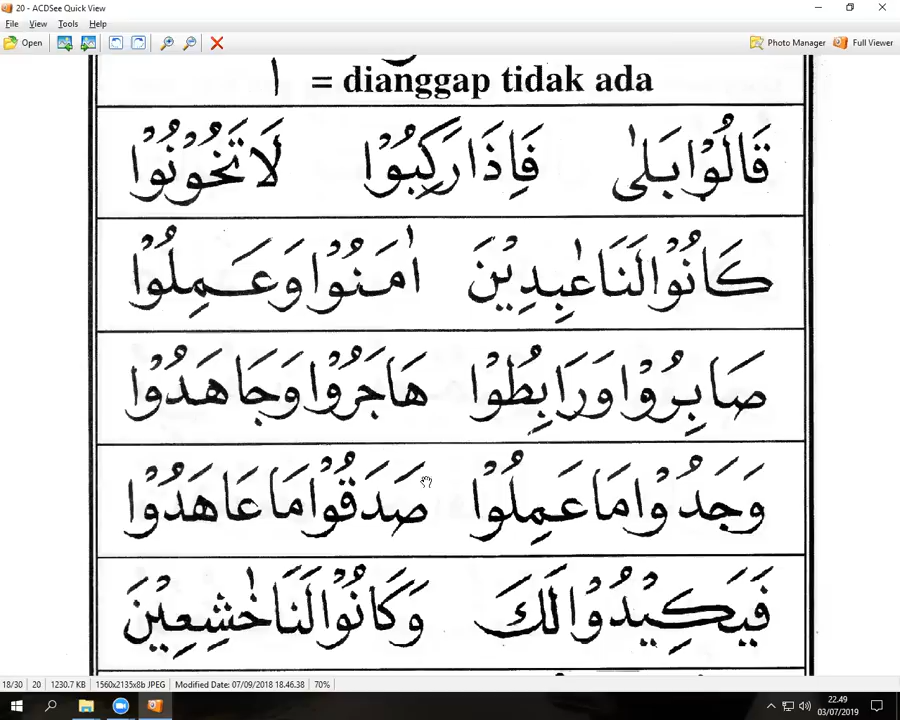 20 - ACDSee Quick View
File View Tools Help
Open Photo Manager Full Viewer
ا = dianggap tidak ada
قَالُوْا بَلٰى فَاِذَا رَكِبُوْا لَا تَخُوْنُوْا
كَانُوْا لَنَا عٰبِدِيْنَ اٰمَنُوْا وَعَمِلُوْا
صَابِرُوْا وَرَابِطُوْا هَاجَرُوْا وَجَاهَدُوْا
وَجَدُوْا مَا عَمِلُوْا صَدَقُوْا مَا عَاهَدُوْا
فَيَكِيْدُوْا لَكَ وَكَانُوْا لَنَا خٰشِعِيْنَ
18/30 20 1230.7 KB 1560x2135x8b JPEG Modified Date: 07/09/2018 18.46.38 70%
22.49
03/07/2019